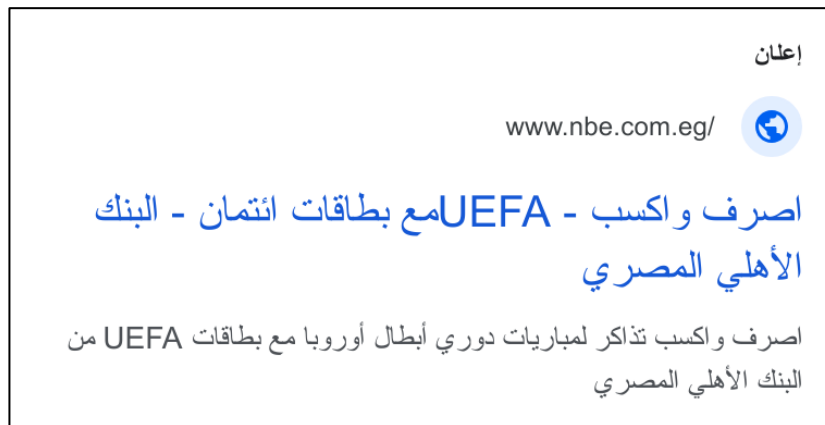 إعلان
www.nbe.com.eg/
اصرف واكسب - UEFAمع بطاقات ائتمان - البنك
الأهلي المصري
اصرف واكسب تذاكر لمباريات دوري أبطال أوروبا مع بطاقات UEFA من
البنك الأهلي المصري